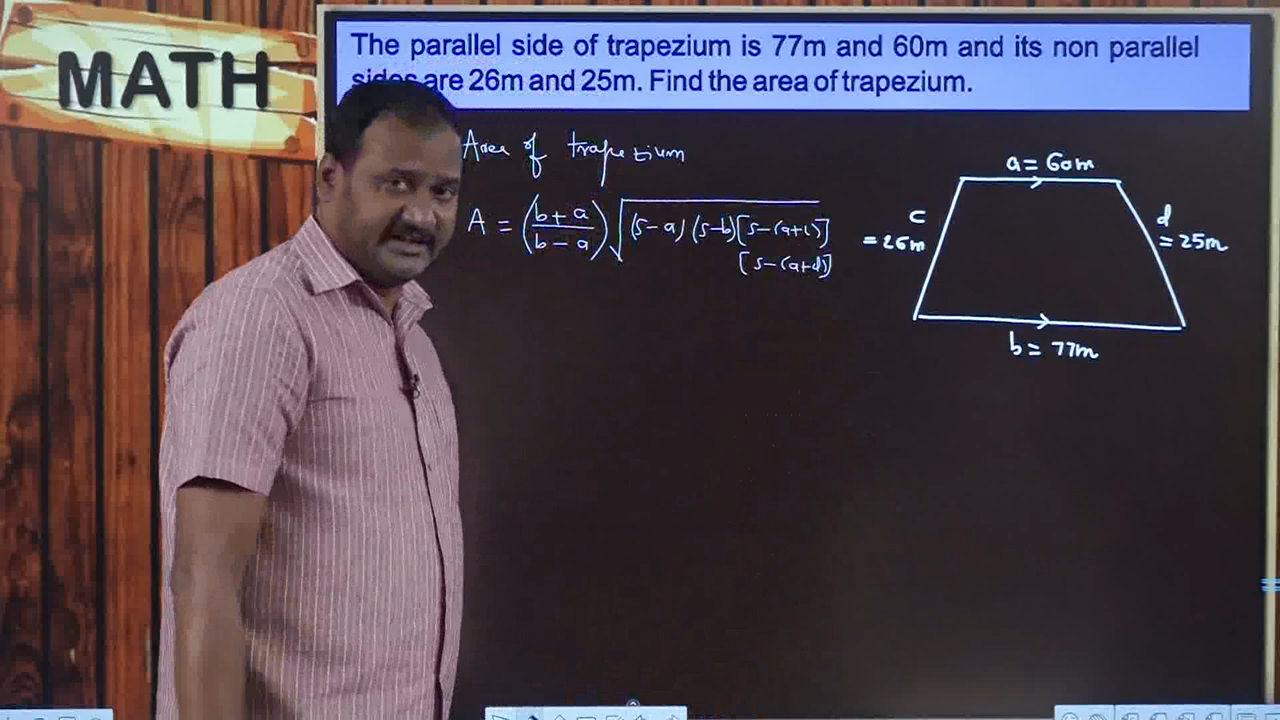 MATH
The parallel side of trapezium is 77m and 60m and its non parallel
sides are 26m and 25m. Find the area of trapezium.
Area of trapezium
A = (b + a / b - a) √(s-a) (s-b) [s-(a+c)]
[s-(a+d)]
a = 60m
c
= 26m
d
= 25m
b = 77m